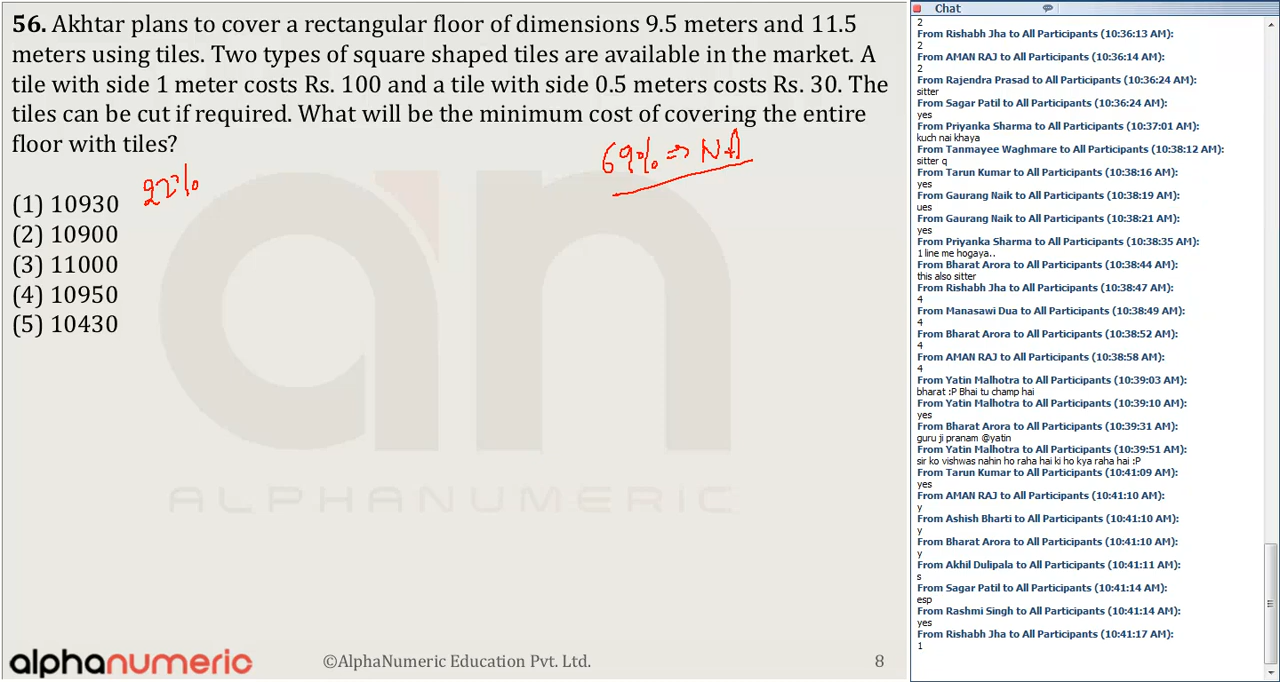 56. Akhtar plans to cover a rectangular floor of dimensions 9.5 meters and 11.5
meters using tiles. Two types of square shaped tiles are available in the market. A
tile with side 1 meter costs Rs. 100 and a tile with side 0.5 meters costs Rs. 30. The
tiles can be cut if required. What will be the minimum cost of covering the entire
floor with tiles?
69% => NA
22%
(1) 10930
(2) 10900
(3) 11000
(4) 10950
(5) 10430
an
ALPHANUMERIC
alphanumeric
©AlphaNumeric Education Pvt. Ltd.
8
Chat
2
From Rishabh Jha to All Participants (10:36:13 AM):
2
From AMAN RAJ to All Participants (10:36:14 AM):
2
From Rajendra Prasad to All Participants (10:36:24 AM):
sitter
From Sagar Patil to All Participants (10:36:24 AM):
yes
From Priyanka Sharma to All Participants (10:37:01 AM):
kuch nai khaya
From Tanmayee Waghmare to All Participants (10:38:12 AM):
sitter q
From Tarun Kumar to All Participants (10:38:16 AM):
yes
From Gaurang Naik to All Participants (10:38:19 AM):
ues
From Gaurang Naik to All Participants (10:38:21 AM):
yes
From Priyanka Sharma to All Participants (10:38:35 AM):
1 line me hogaya..
From Bharat Arora to All Participants (10:38:44 AM):
this also sitter
From Rishabh Jha to All Participants (10:38:47 AM):
4
From Manasawi Dua to All Participants (10:38:49 AM):
4
From Bharat Arora to All Participants (10:38:52 AM):
4
From AMAN RAJ to All Participants (10:38:58 AM):
4
From Yatin Malhotra to All Participants (10:39:03 AM):
bharat :P Bhai tu champ hai
From Yatin Malhotra to All Participants (10:39:10 AM):
yes
From Bharat Arora to All Participants (10:39:31 AM):
guru ji pranam @yatin
From Yatin Malhotra to All Participants (10:39:51 AM):
sir ko vishwas nahin ho raha hai ki ho kya raha hai :P
From Tarun Kumar to All Participants (10:41:09 AM):
yes
From AMAN RAJ to All Participants (10:41:10 AM):
y
From Ashish Bharti to All Participants (10:41:10 AM):
y
From Bharat Arora to All Participants (10:41:10 AM):
y
From Akhil Dulipala to All Participants (10:41:11 AM):
s
From Sagar Patil to All Participants (10:41:14 AM):
esp
From Rashmi Singh to All Participants (10:41:14 AM):
yes
From Rishabh Jha to All Participants (10:41:17 AM):
1